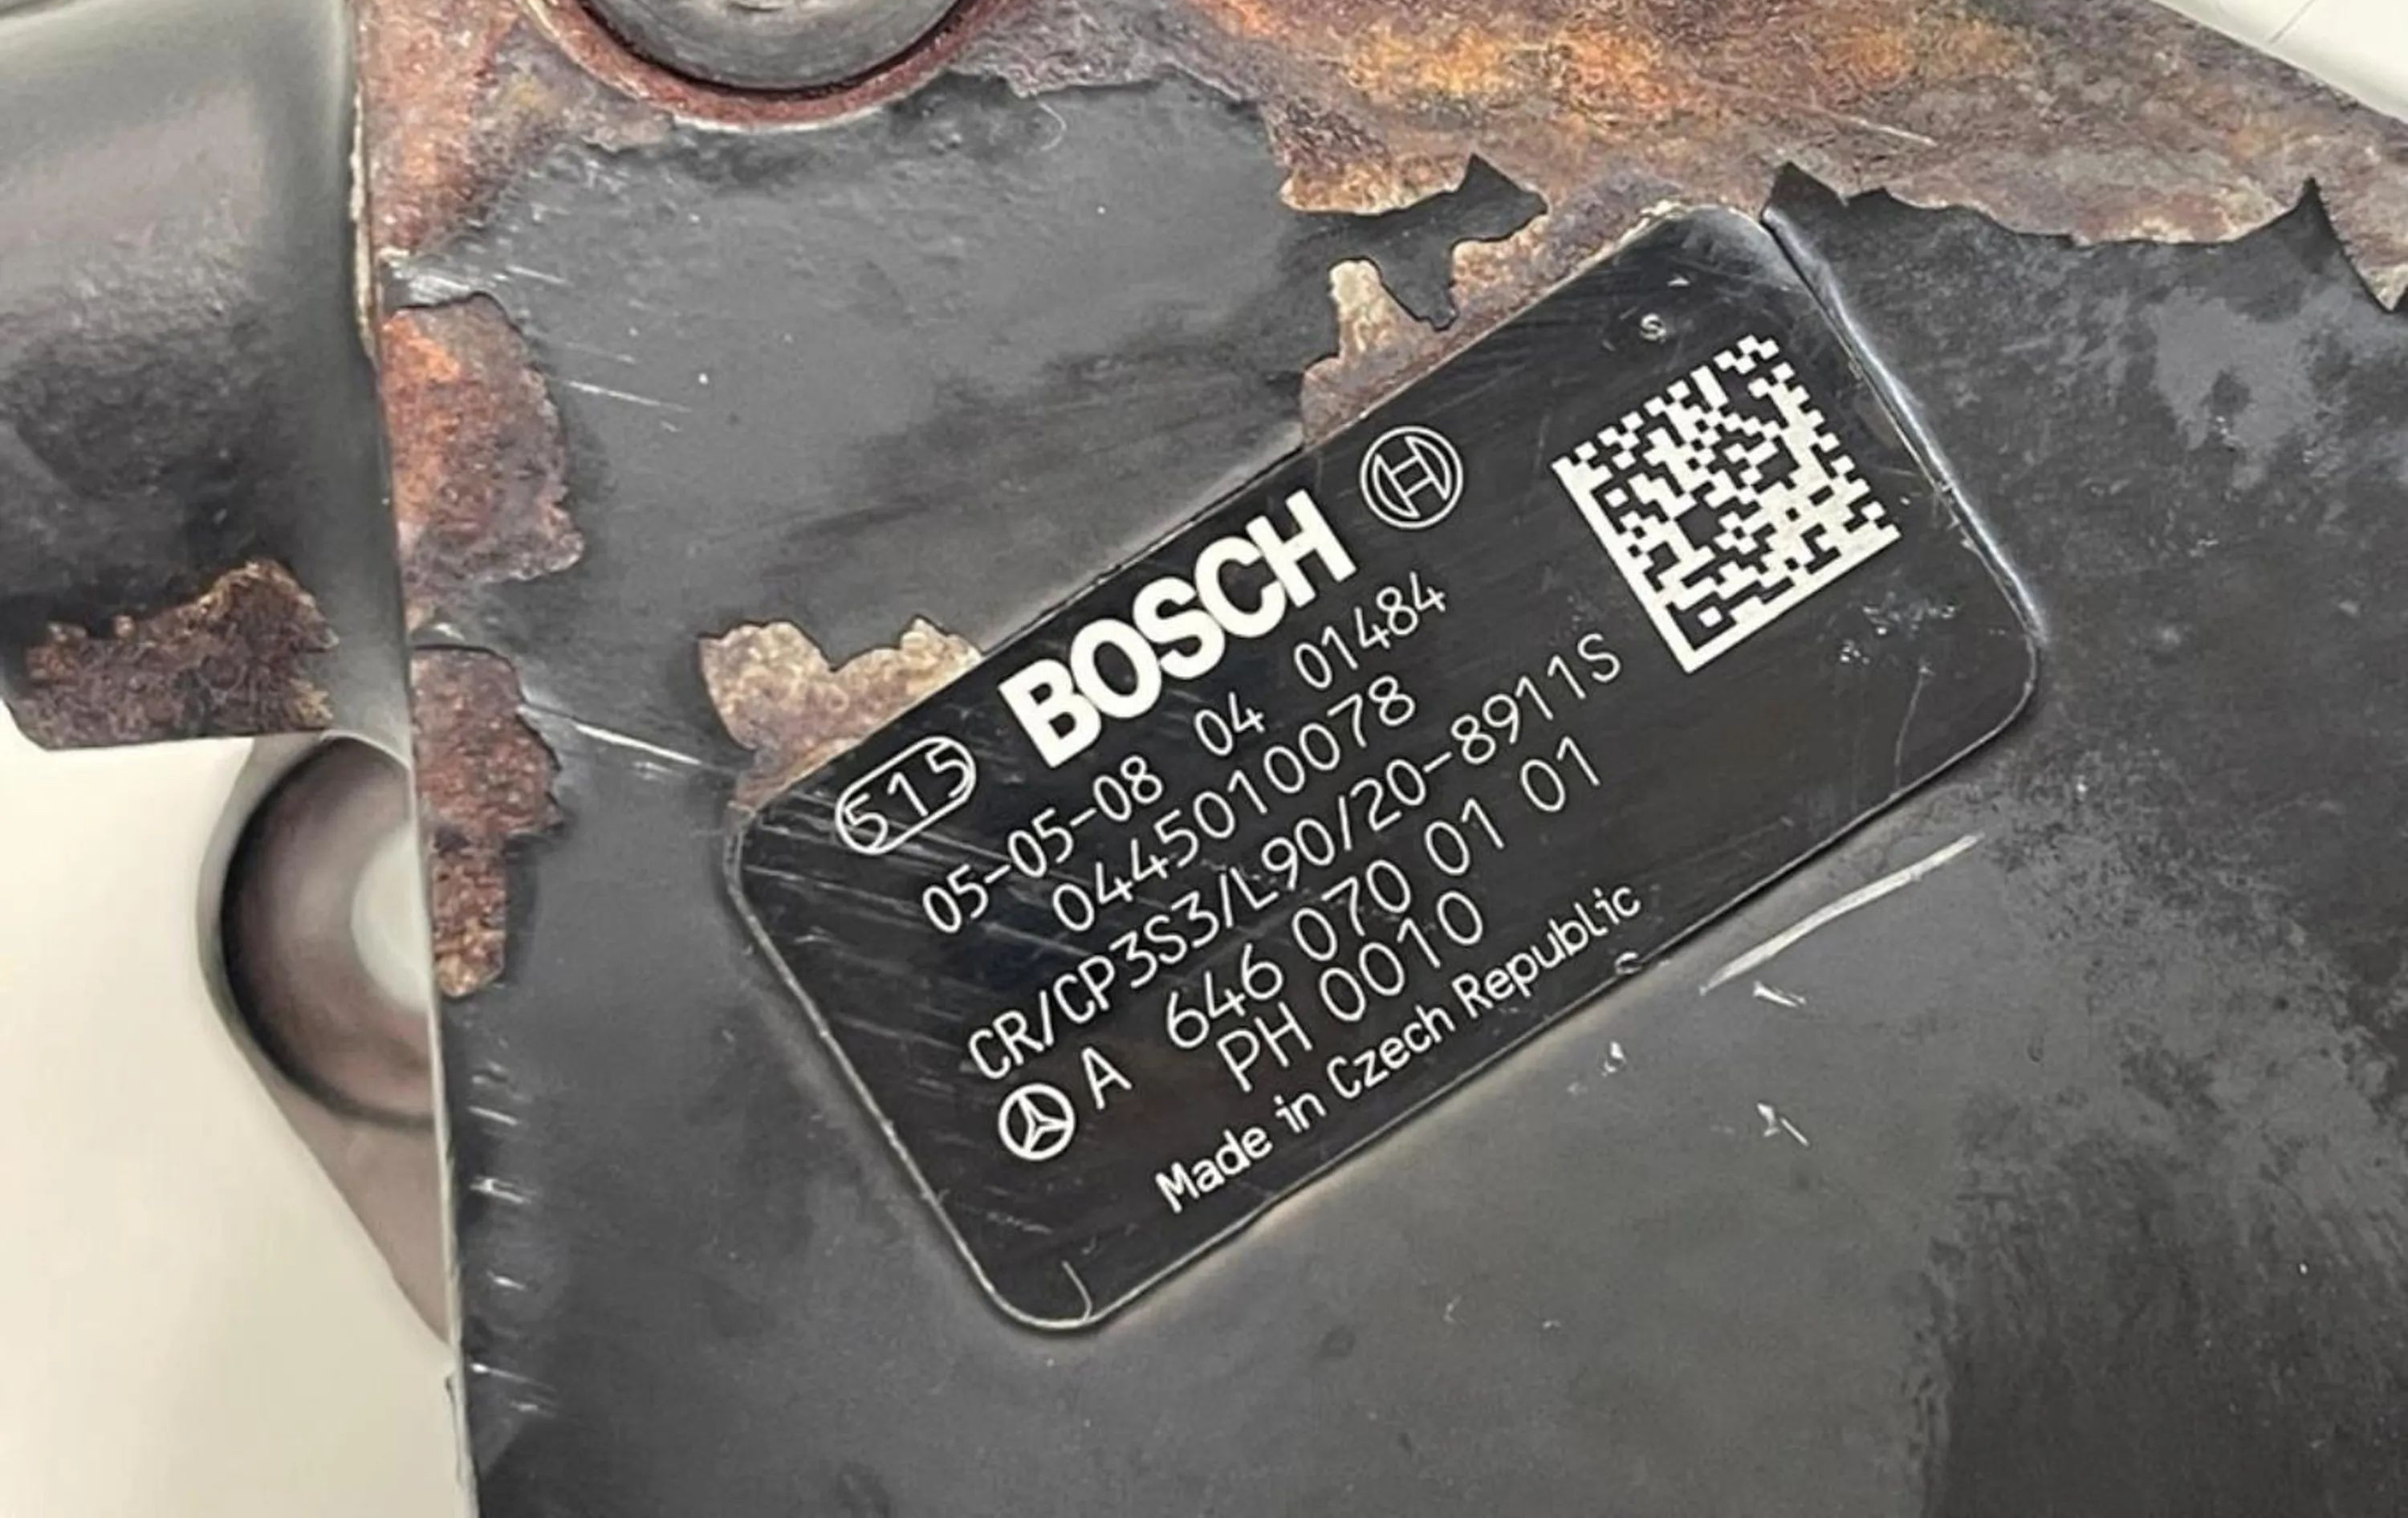 515 BOSCH
05-05-08 04 01484
0445010078
CR/CP3S3/L90/20-8911S
A 646 070 01 01
PH 0010
Made in Czech Republic